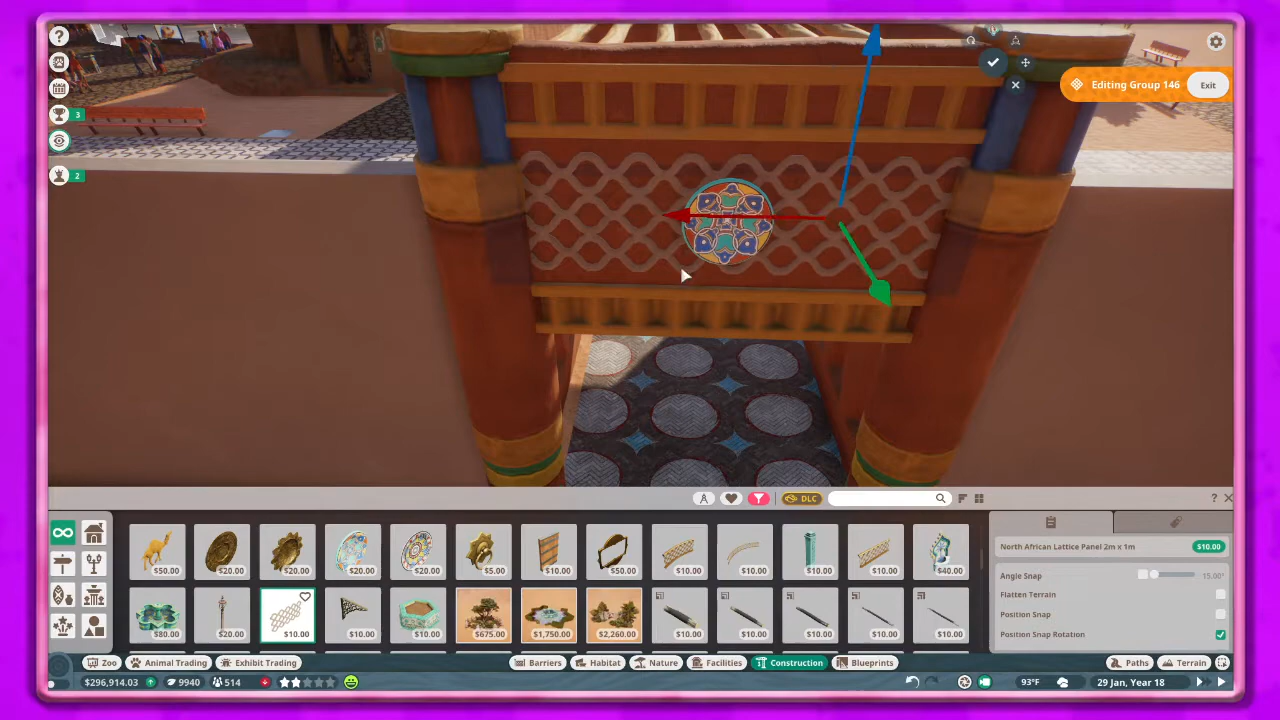 ?
Editing Group 146
Exit
3
2
DLC
?
$50.00
$20.00
$20.00
$20.00
$20.00
$5.00
$10.00
$50.00
$10.00
$10.00
$10.00
$10.00
$40.00
$80.00
$20.00
$10.00
$10.00
$10.00
$675.00
$1,750.00
$2,260.00
$10.00
$10.00
$10.00
$10.00
$10.00
North African Lattice Panel 2m x 1m
$10.00
Angle Snap
15.00°
Flatten Terrain
Position Snap
Position Snap Rotation
Zoo
Animal Trading
Exhibit Trading
Barriers
Habitat
Nature
Facilities
Construction
Blueprints
Paths
Terrain
$296,914.03
9940
514
93°F
29 Jan, Year 18